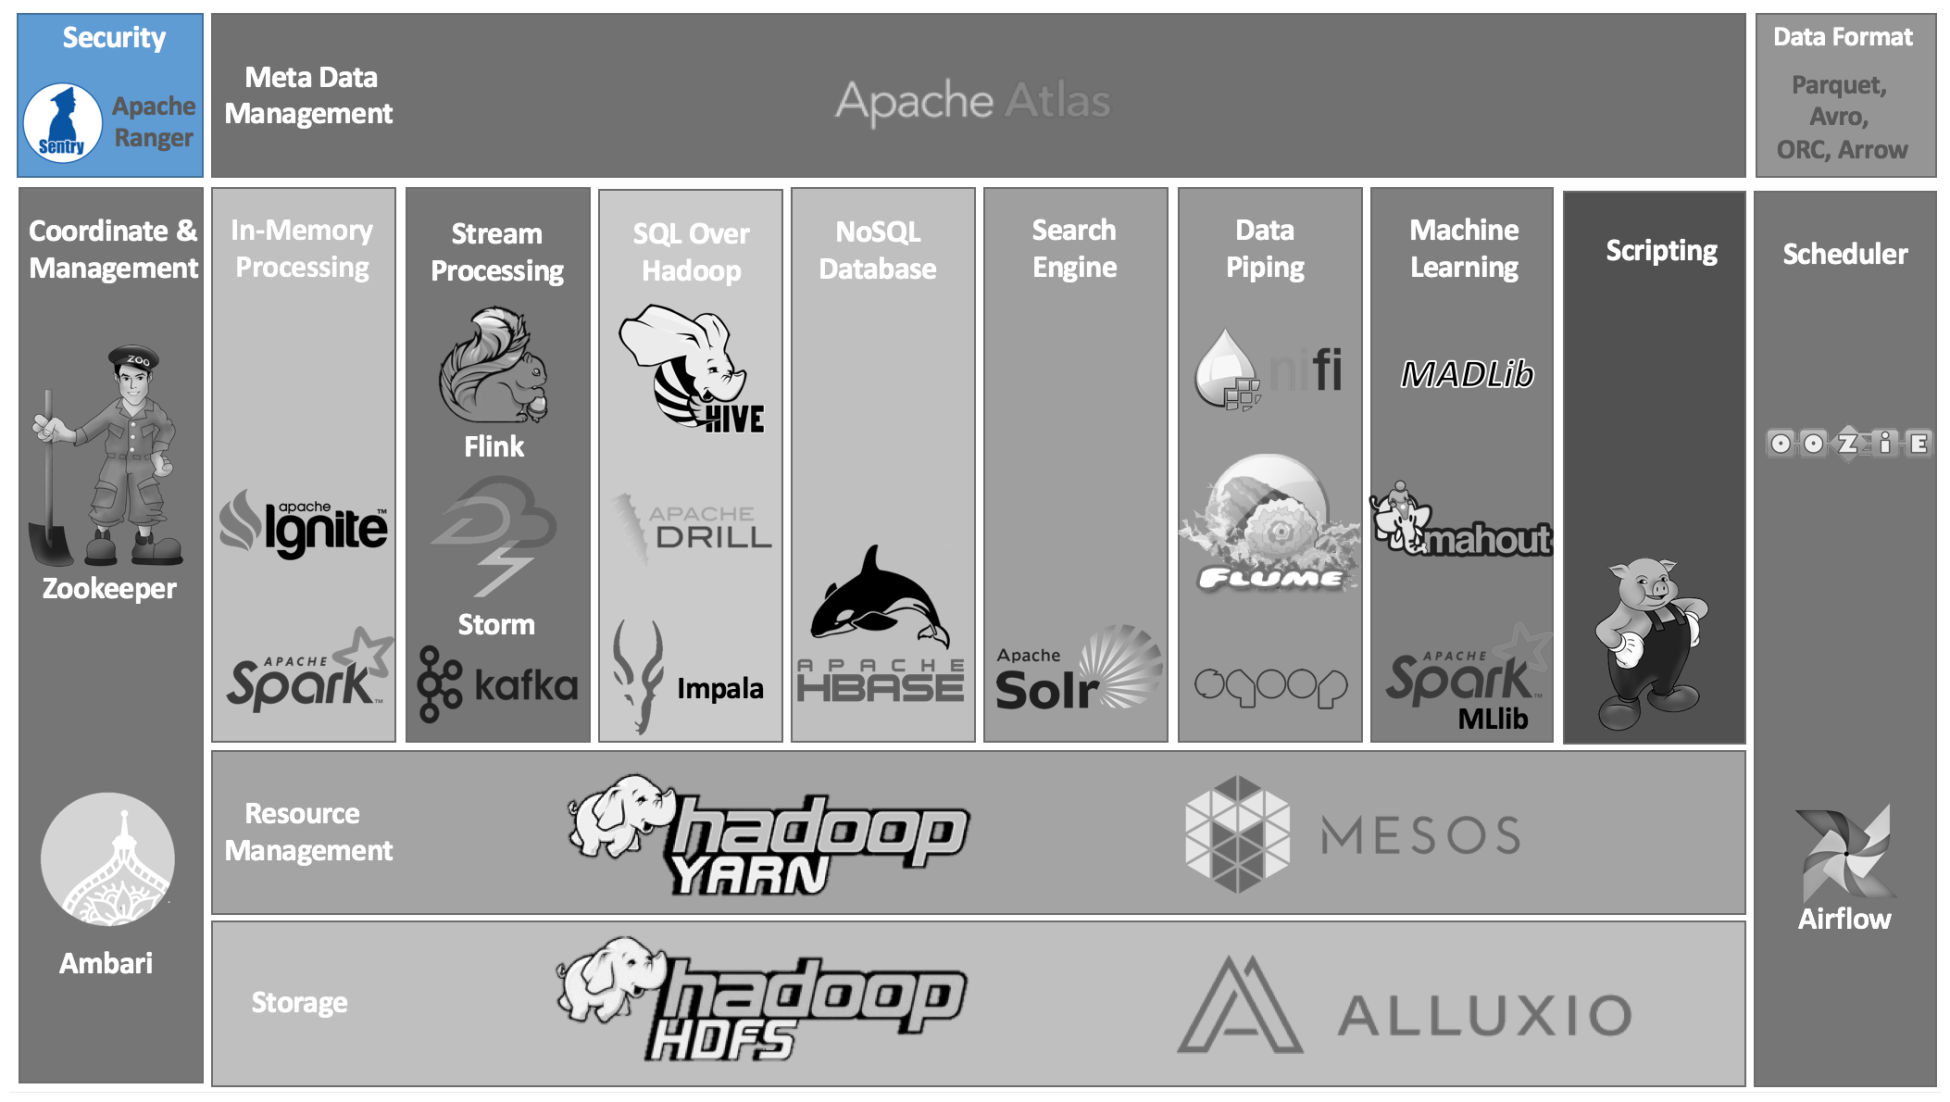 Security
Sentry
Apache
Ranger
Meta Data
Management
Apache Atlas
Data Format
Parquet,
Avro,
ORC, Arrow
Coordinate &
Management
ZOO
Zookeeper
Ambari
In-Memory
Processing
apache
Ignite™
APACHE
Spark™
Stream
Processing
Flink
Storm
kafka
SQL Over
Hadoop
HIVE
APACHE
DRILL
Impala
NoSQL
Database
APACHE
HBASE
Search
Engine
Apache
Solr
Data
Piping
nifi
FLUME
sqoop
Machine
Learning
MADLib
mahout
APACHE
Spark™
MLlib
Scripting
Scheduler
OOZiE
Airflow
Resource
Management
hadoop
YARN
MESOS
Storage
hadoop
HDFS
ALLUXIO